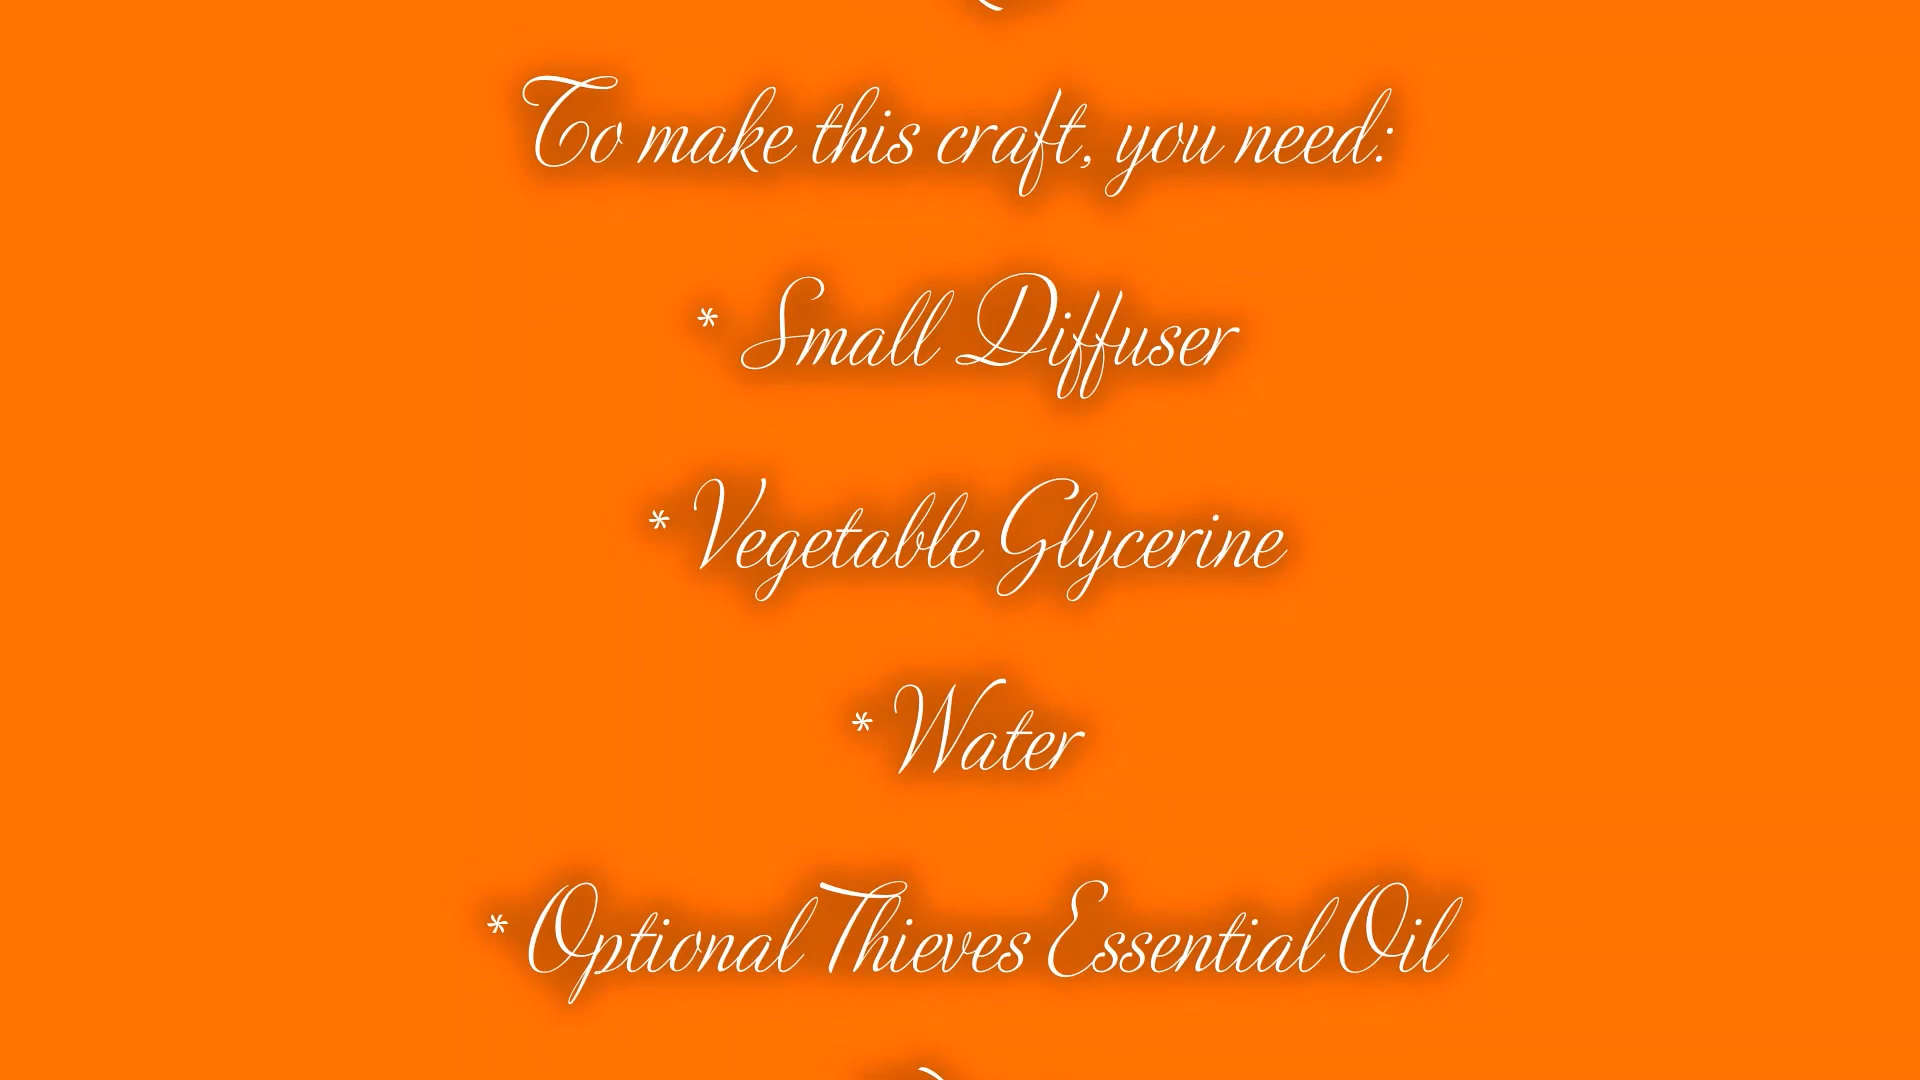 To make this craft, you need:
* Small Diffuser
* Vegetable Glycerine
* Water
* Optional Thieves Essential Oil